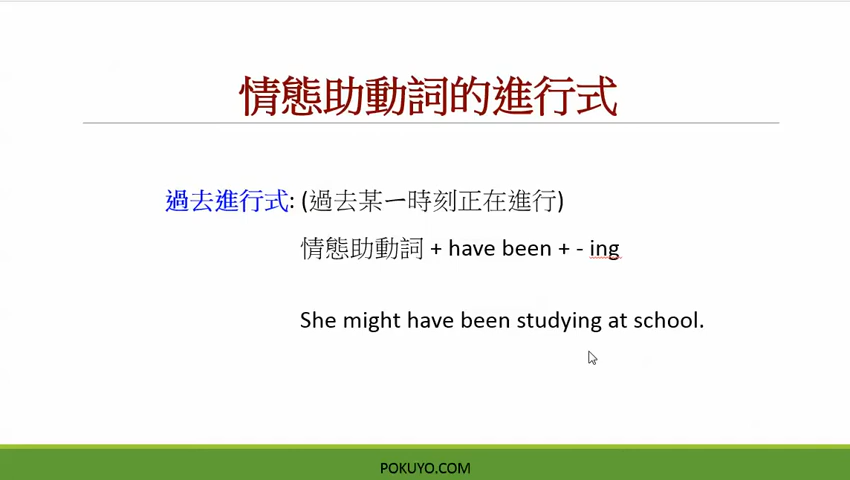 情態助動詞的進行式
過去進行式: (過去某一時刻正在進行)
情態助動詞 + have been + - ing
She might have been studying at school.
POKUYO.COM